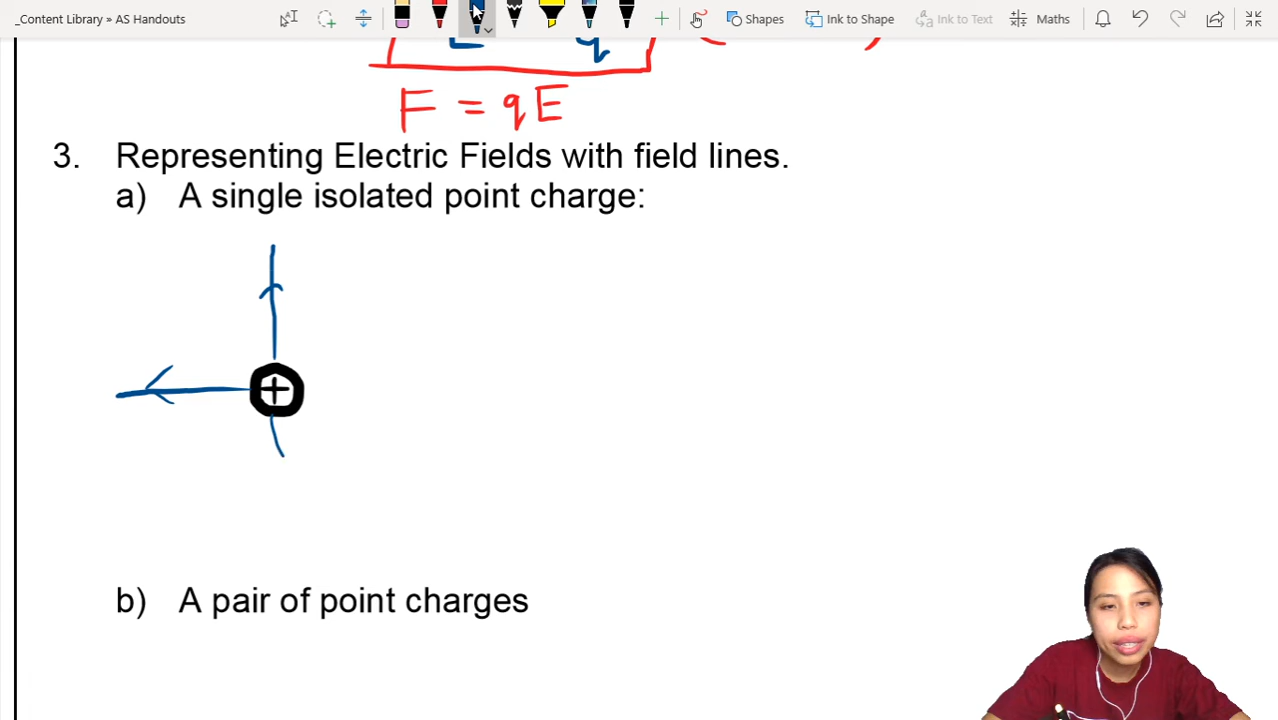 _Content Library » AS Handouts
Shapes
Ink to Shape
Ink to Text
Maths
F = qE
3. Representing Electric Fields with field lines.
a) A single isolated point charge:
+
b) A pair of point charges